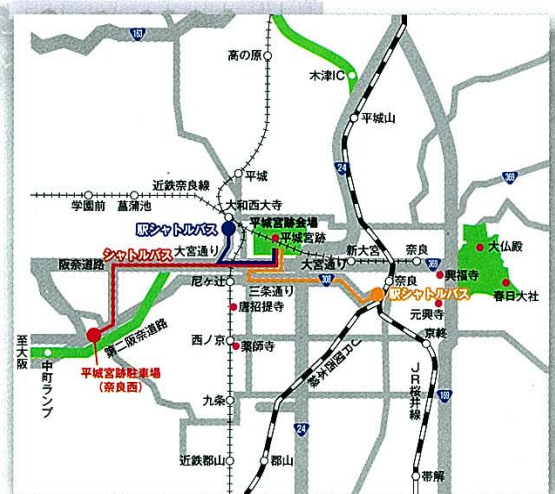 163
高の原
木津IC
平城山
24
369
平城
近鉄奈良線
大和西大寺
学園前
菖蒲池
駅シャトルバス
平城宮跡会場
平城宮跡
大仏殿
大宮通り
シャトルバス
新大宮
奈良
阪奈道路
大宮通り
369
興福寺
尼ヶ辻
三条通り
308
奈良
駅シャトルバス
春日大社
唐招提寺
元興寺
第二阪奈道路
西ノ京
薬師寺
京終
至大阪
中町ランプ
平城宮跡駐車場
(奈良西)
JR関西本線
JR桜井線
169
九条
24
近鉄郡山
郡山
帯解